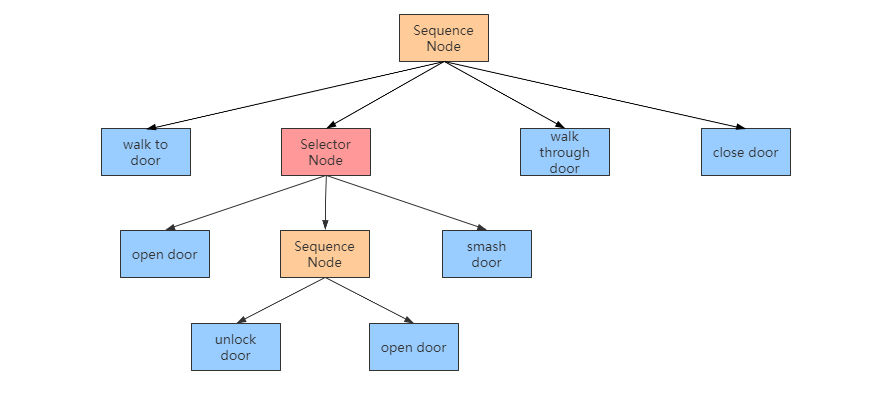 Sequence
Node
walk to
door
Selector
Node
walk
through
door
close door
open door
Sequence
Node
smash
door
unlock
door
open door